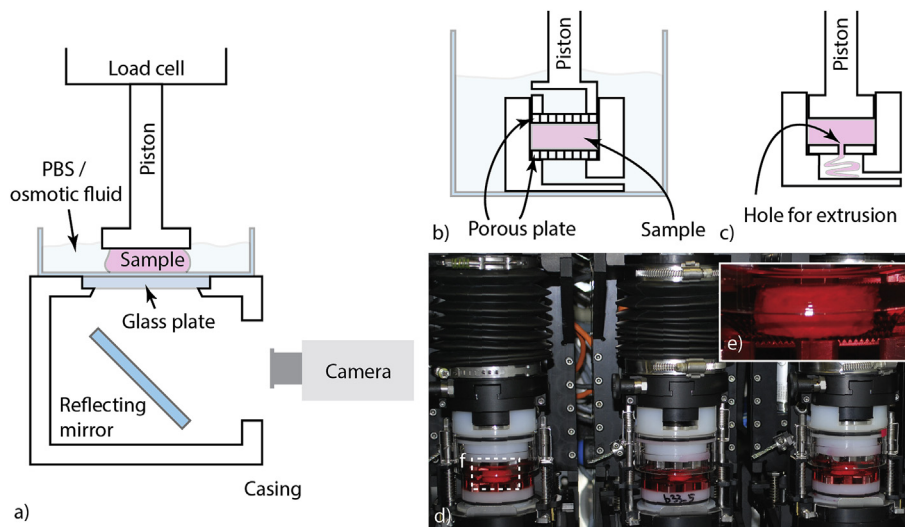 Load cell
Piston
PBS /
osmotic fluid
Sample
Glass plate
Reflecting
mirror
Camera
Casing
a)
Piston
b)
Porous plate
Sample
Piston
Hole for extrusion
c)
e)
f
d)
b33_5